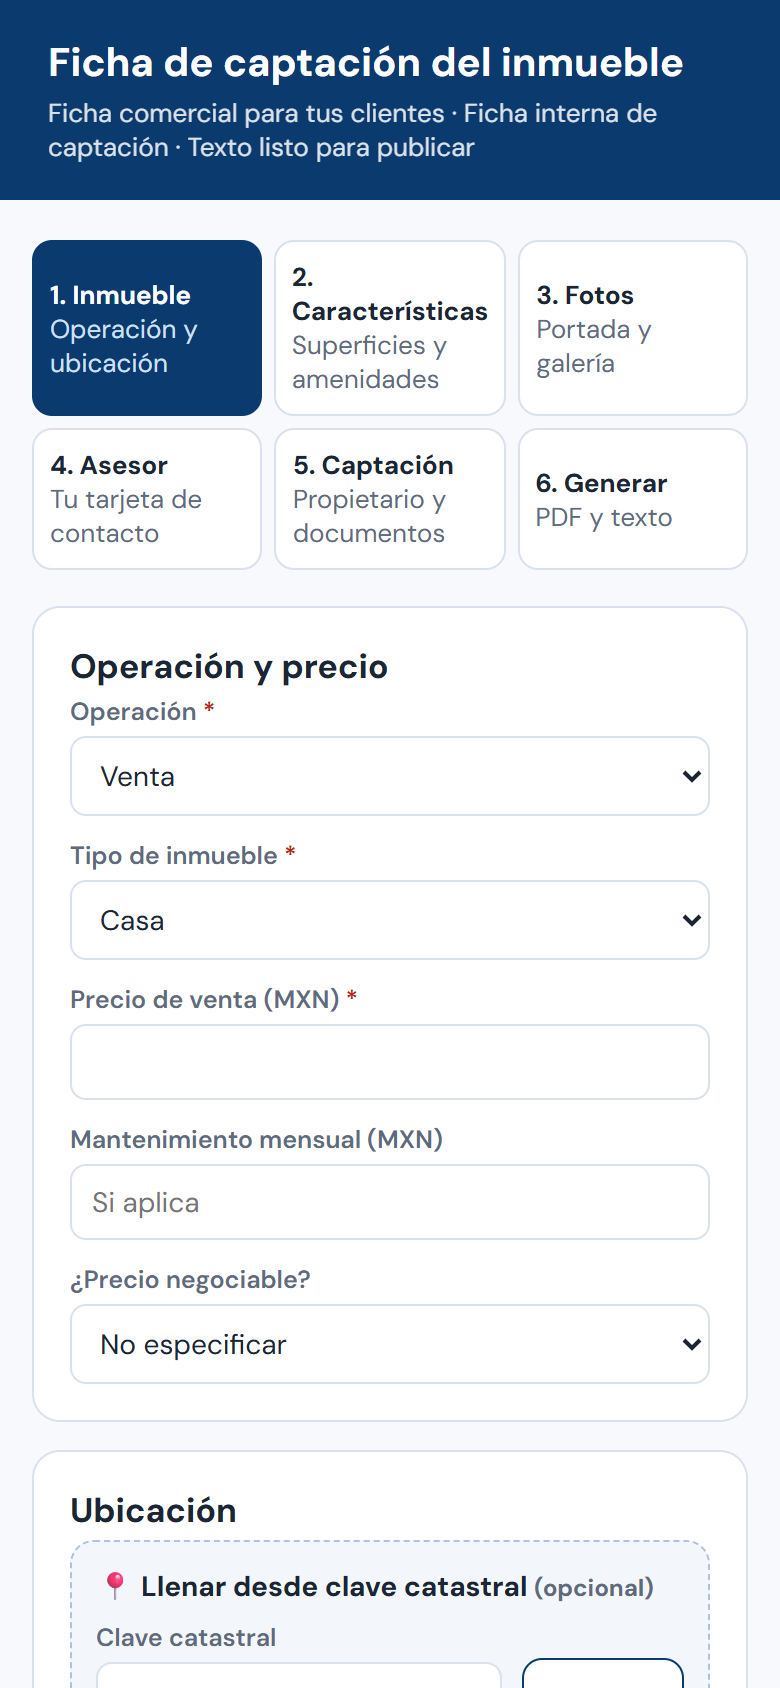 Ficha de captación del inmueble
Ficha comercial para tus clientes · Ficha interna de
captación · Texto listo para publicar
1. Inmueble
Operación y
ubicación
2.
Características
Superficies y
amenidades
3. Fotos
Portada y
galería
4. Asesor
Tu tarjeta de
contacto
5. Captación
Propietario y
documentos
6. Generar
PDF y texto
Operación y precio
Operación *
Venta
Tipo de inmueble *
Casa
Precio de venta (MXN) *
Mantenimiento mensual (MXN)
Si aplica
¿Precio negociable?
No especificar
Ubicación
📍 Llenar desde clave catastral (opcional)
Clave catastral